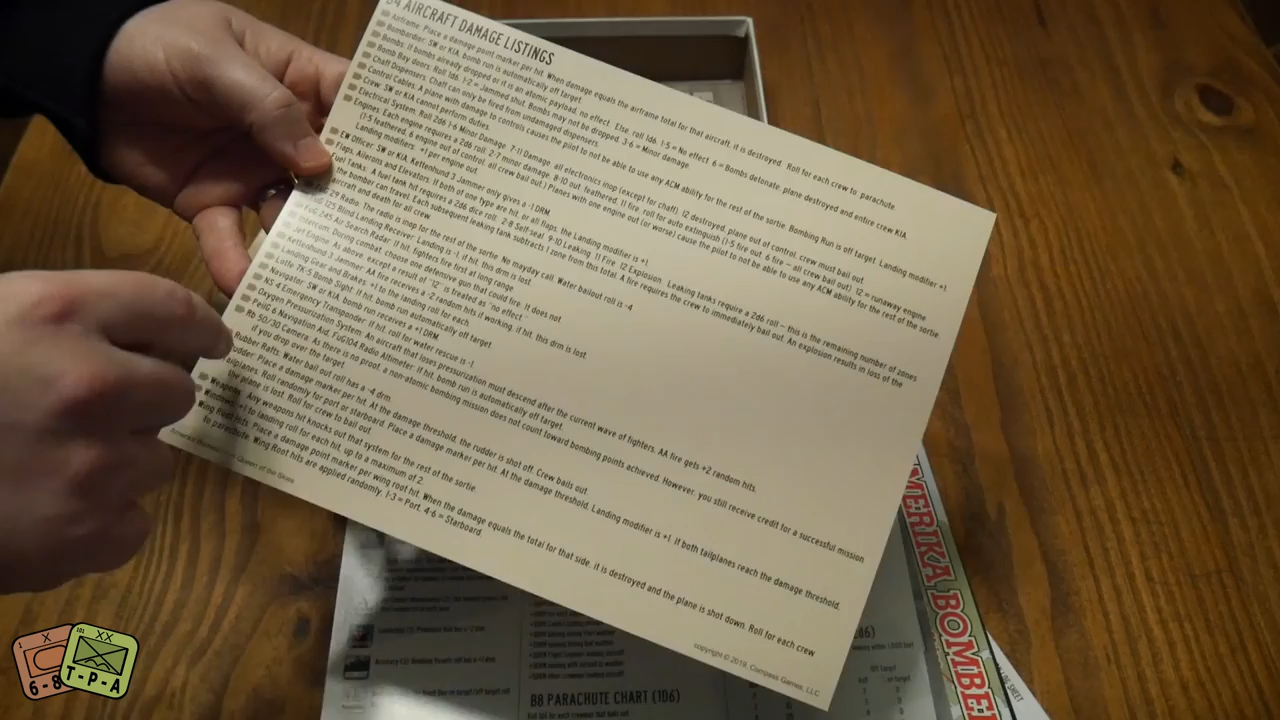 B4 AIRCRAFT DAMAGE LISTINGS
Airframe: Place a damage point marker per hit. When damage equals the airframe total for that aircraft, it is destroyed. Roll for each crew to parachute
Bombardier: SW or KIA, bomb run is automatically off target.
Bombs: If bombs already dropped or it is an atomic payload, no effect. Else, roll 1d6. 1-5 = No effect 6 = Bombs detonate, plane destroyed and entire crew KIA.
Bomb Bay doors: Roll 1d6. 1-2 = Jammed shut. Bombs may not be dropped. 3-6 = Minor damage.
Chaff Dispensers: Chaff can only be fired from undamaged dispensers.
Control Cables: A plane with damage to controls causes the pilot to not be able to use any ACM ability for the rest of the sortie. Bombing Run is off target. Landing modifier +1.
Crew: SW or KIA cannot perform duties.
Electrical System: Roll 2d6 1-6 Minor Damage. 7-11 Damage, all electronics inop (except for chaff), 12 destroyed, plane out of control, crew must bail out.
Engines: Each engine requires a 2d6 roll. 2-7 minor damage. 8-10 out, feathered. 11 fire, roll for auto extinguish (1-5 fire out, 6 fire – all crew bail out). 12 = runaway engine
(1-5 feathered, 6 engine out of control, all crew bail out.) Planes with one engine out (or worse) cause the pilot to not be able to use any ACM ability for the rest of the sortie.
Landing modifiers: +1 per engine out.
EW Officer: SW or KIA, Kettenhund 3 Jammer only gives a -1 DRM
Flaps, Ailerons and Elevators: If both of one type are hit, or all flaps, the Landing modifier is +1.
Fuel Tanks: A fuel tank hit requires a 2d6 dice roll: 2-8 Self-seal 9-10 Leaking 11 Fire 12 Explosion. Leaking tanks require a 2d6 roll – this is the remaining number of zones
the bomber can travel. Each subsequent leaking tank subtracts 1 zone from this total. A fire requires the crew to immediately bail out. An explosion results in loss of the
aircraft and death for all crew
Radio: The radio is inop for the rest of the sortie. No mayday call. Water bailout roll is -4
125 Blind Landing Receiver: Landing is -1, if hit, this drm is lost
FuG 245 Air Search Radar: If hit, fighters fire first at long range
Intercom: During combat, choose one defensive gun that could fire. It does not
Jet Engine: As above, except a result of "12" is treated as "no effect."
Kettenhund 3 Jammer: AA fire receives a -2 random hits if working, if hit, this drm is lost
Landing Gear and Brakes: +1 to the landing roll for each
Lotfe 7K-5 Bomb Sight: If hit, bomb run automatically off target.
Navigator: SW or KIA, bomb run receives a +1 DRM
NS-4 Emergency Transponder: If hit, roll for water rescue is -1.
Oxygen Pressurization System: An aircraft that loses pressurization must descend after the current wave of fighters. AA fire gets +2 random hits.
PeilG 6 Navigation Aid, FuG104 Radio Altimeter: If hit, bomb run is automatically off target.
Rb 50/30 Camera: As there is no proof, a non-atomic bombing mission does not count toward bombing points achieved. However, you still receive credit for a successful mission
if you drop over the target.
Rubber Rafts: Water bail out roll has a -4 drm.
Rudder: Place a damage marker per hit. At the damage threshold, the rudder is shot off. Crew bails out.
Tailplanes: Roll randomly for port or starboard. Place a damage marker per hit. At the damage threshold, Landing modifier is +1. If both tailplanes reach the damage threshold,
the plane is lost. Roll for crew to bail out.
Weapons: Any weapons hit knocks out that system for the rest of the sortie.
Windows: +1 to landing roll for each hit, up to a maximum of 2.
Wing Root hits: Place a damage point marker per wing root hit. When the damage equals the total for that side, it is destroyed and the plane is shot down. Roll for each crew
to parachute. Wing Root hits are applied randomly. 1-3 = Port, 4-6 = Starboard.
Queen of the Skies
copyright © 2019, Compass Games, LLC
B8 PARACHUTE CHART (1D6)
MERIKA BOMBER
LOG SHEET
X
1
6-8
101
XX
T-P-A